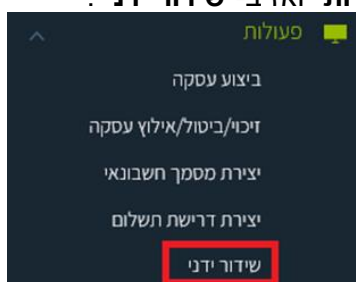 פעולות
ביצוע עסקה
זיכוי/ביטול/אילוץ עסקה
יצירת מסמך חשבונאי
יצירת דרישת תשלום
שידור ידני